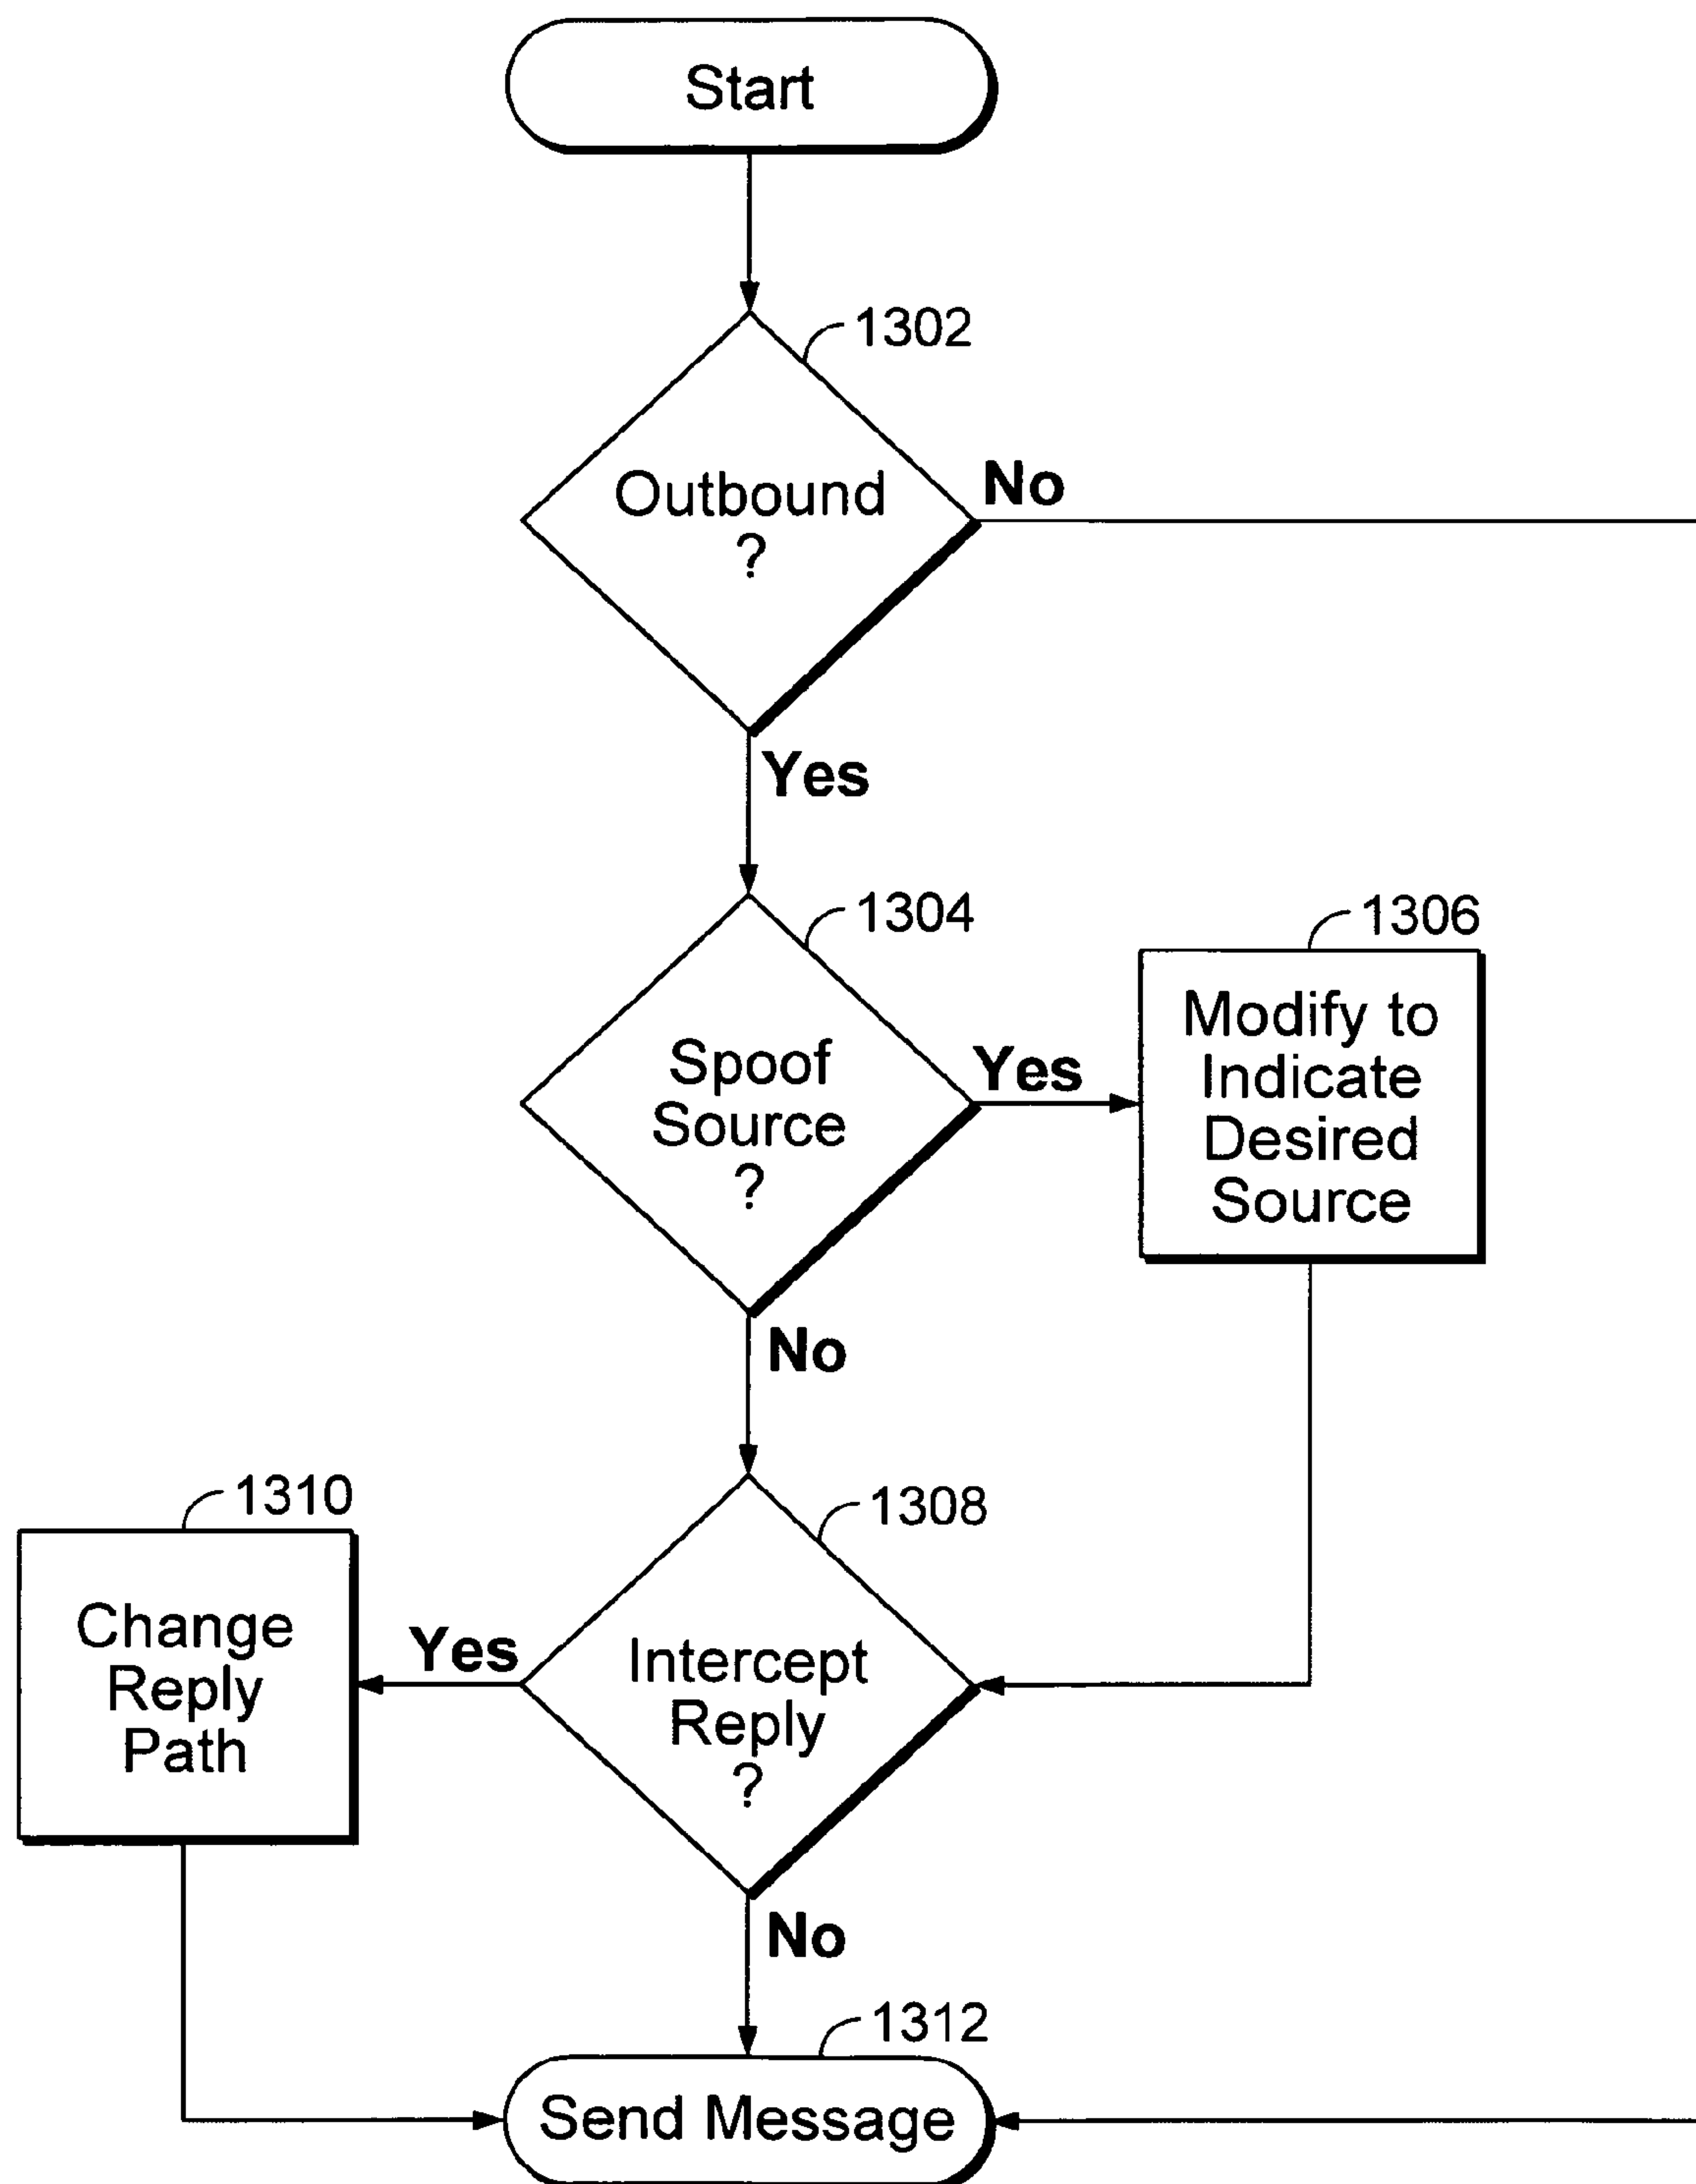 Start
1302
Outbound
?
No
Yes
1304
Spoof
Source
?
Yes
1306
Modify to
Indicate
Desired
Source
No
1310
Change
Reply
Path
Yes
1308
Intercept
Reply
?
No
1312
Send Message